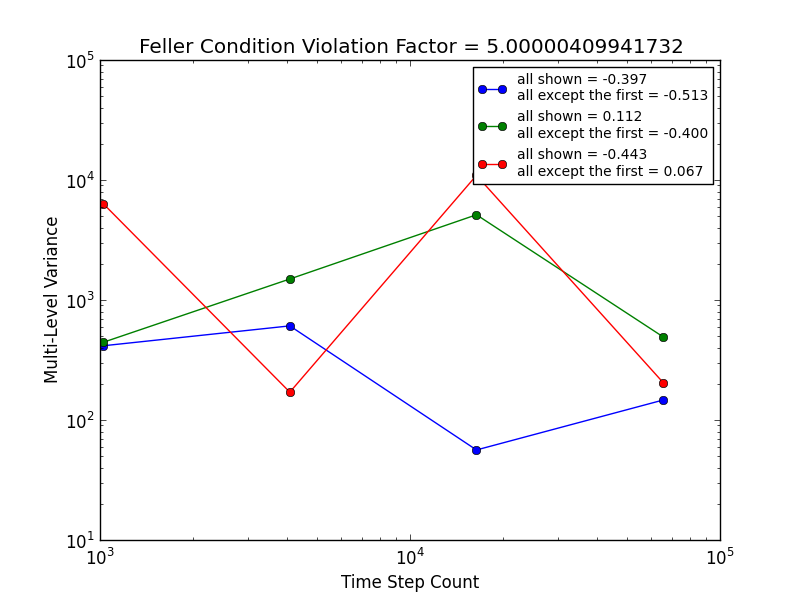 Feller Condition Violation Factor = 5.00000409941732
10^5
10^4
10^3
10^2
10^1
Multi-Level Variance
all shown = -0.397
all except the first = -0.513
all shown = 0.112
all except the first = -0.400
all shown = -0.443
all except the first = 0.067
10^3
10^4
10^5
Time Step Count